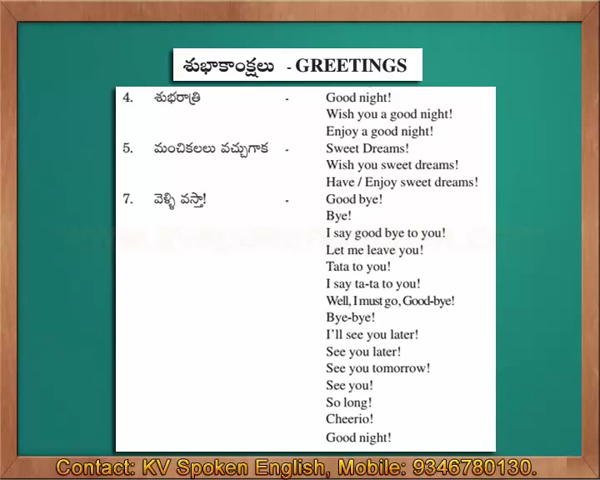 శుభాకాంక్షలు - GREETINGS
4. శుభరాత్రి - Good night!
Wish you a good night!
Enjoy a good night!
5. మంచికలలు వచ్చుగాక - Sweet Dreams!
Wish you sweet dreams!
Have / Enjoy sweet dreams!
7. వెళ్ళి వస్తా! - Good bye!
Bye!
I say good bye to you!
Let me leave you!
Tata to you!
I say ta-ta to you!
Well, I must go, Good-bye!
Bye-bye!
I'll see you later!
See you later!
See you tomorrow!
See you!
So long!
Cheerio!
Good night!
Contact: KV Spoken English, Mobile: 9346780130.